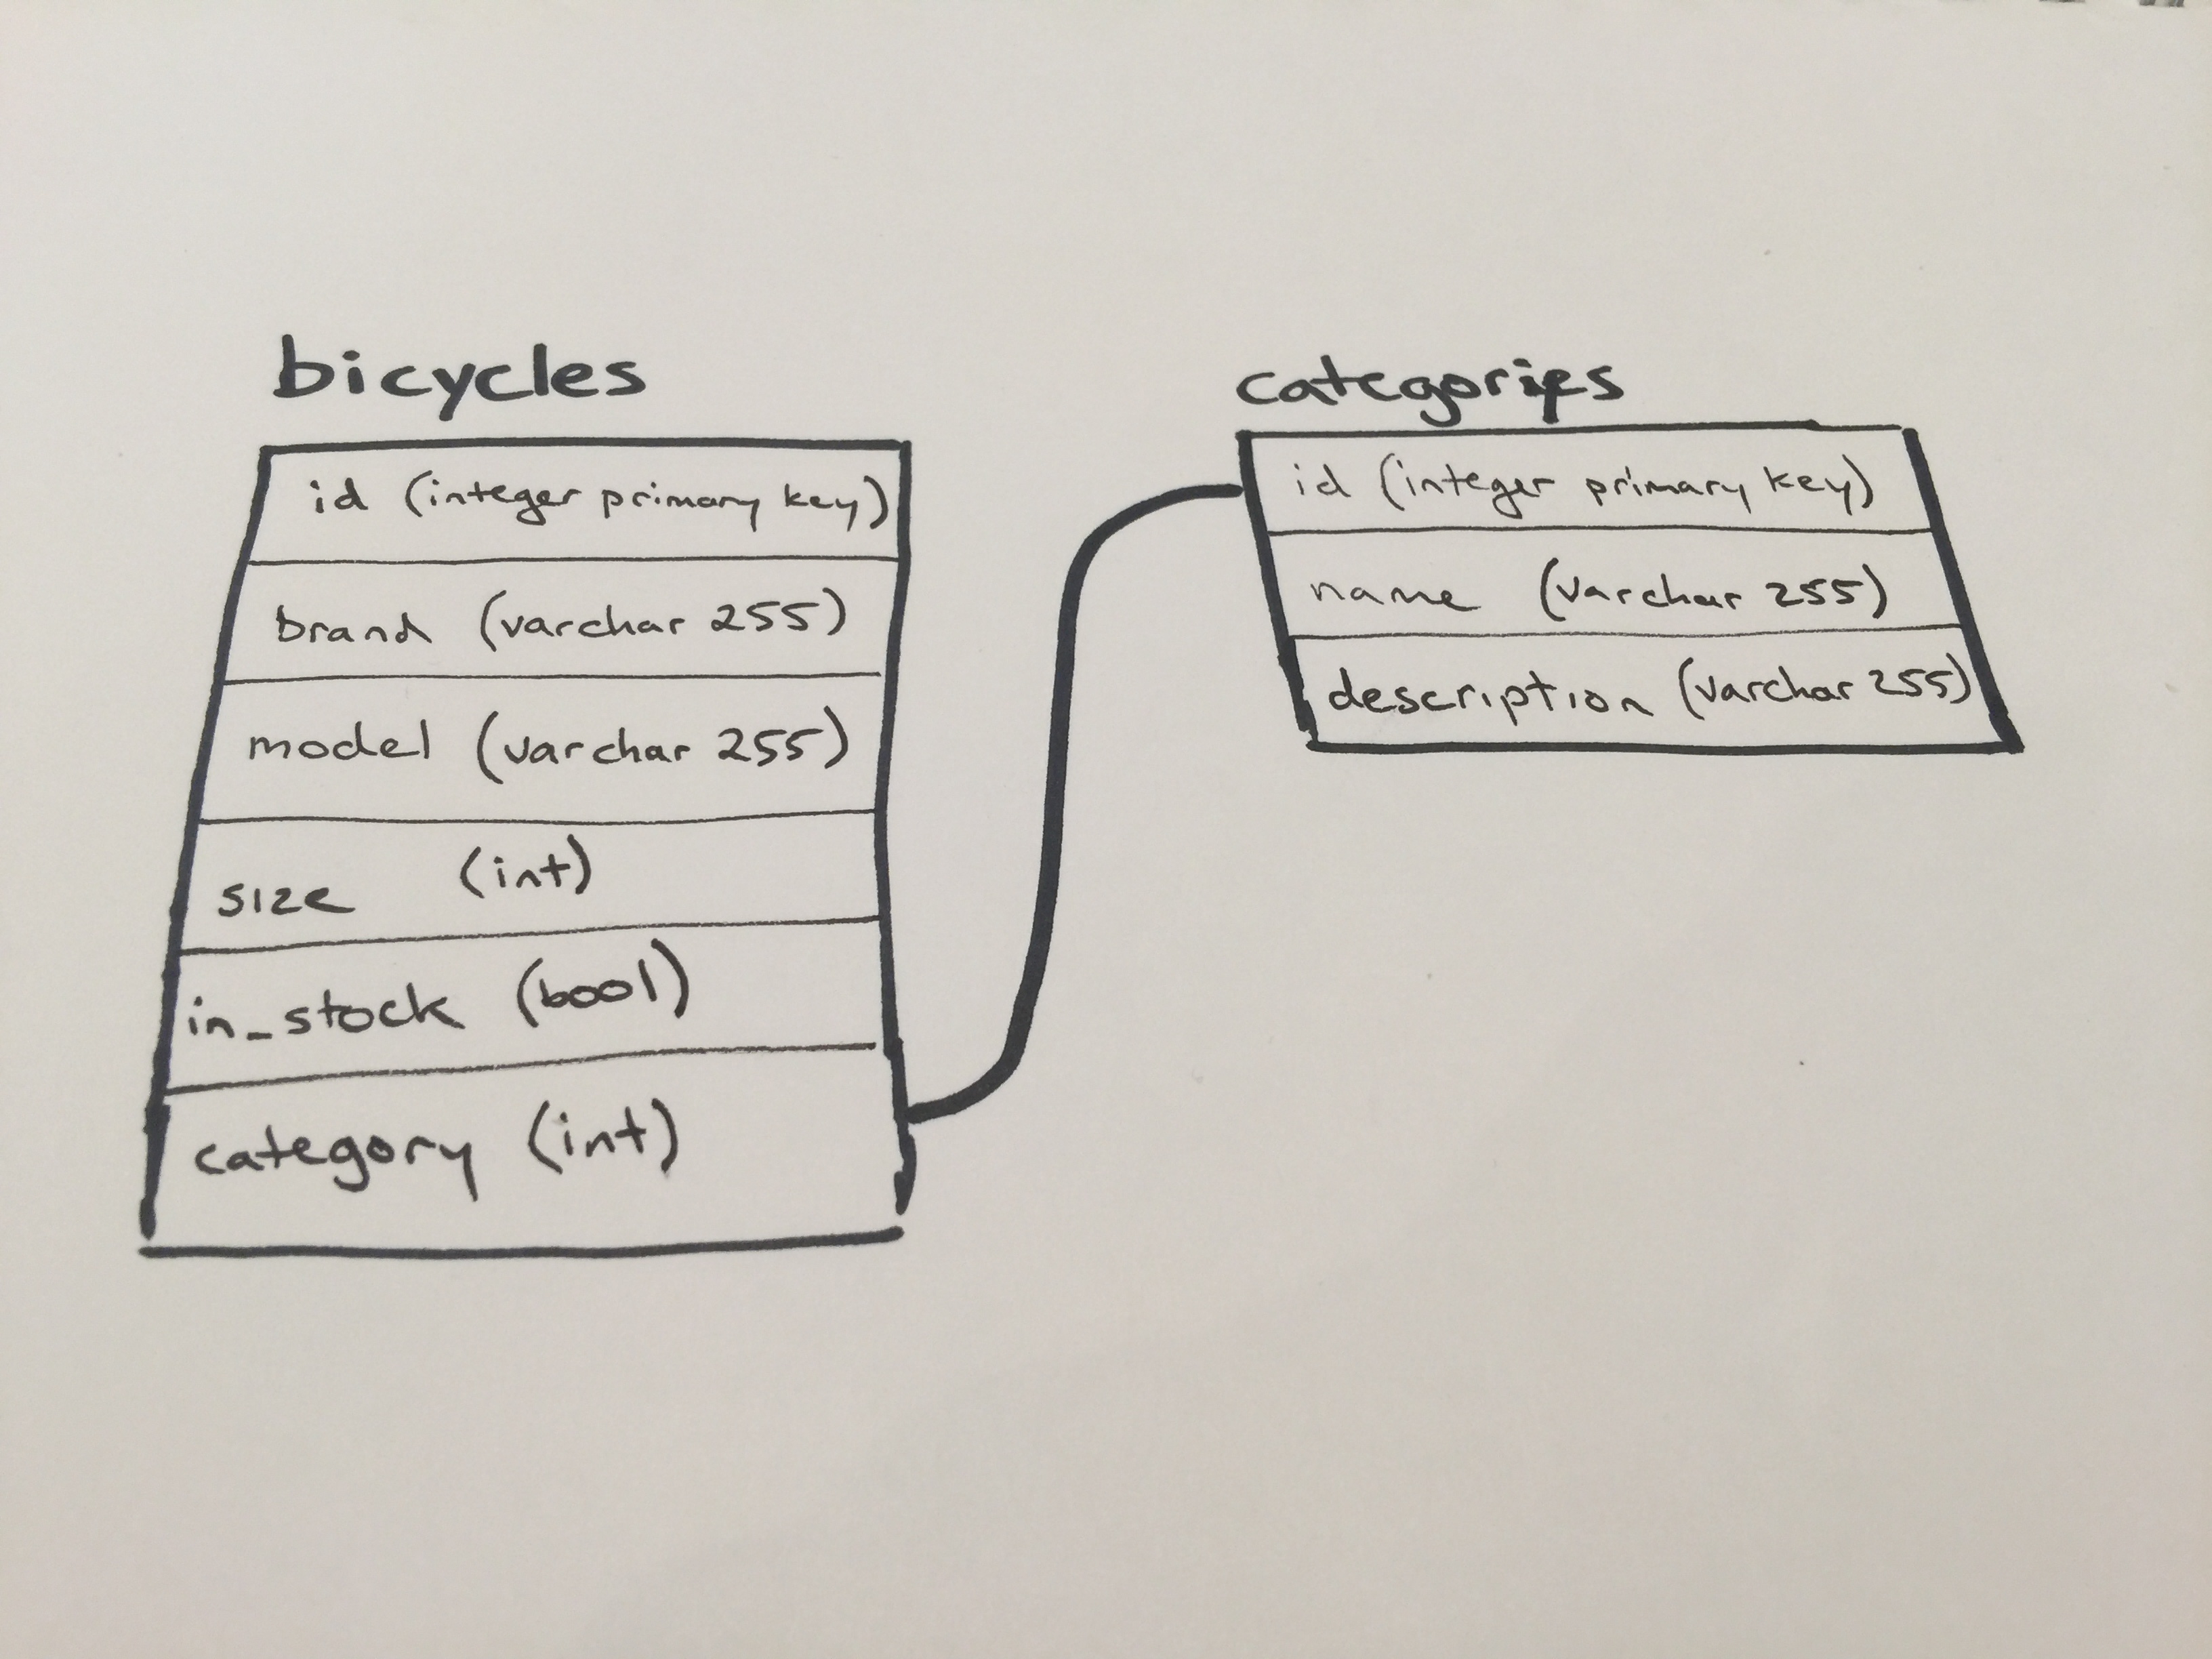 bicycles
id (integer primary key)
brand (varchar 255)
model (varchar 255)
size (int)
in_stock (bool)
category (int)
categories
id (integer primary key)
name (varchar 255)
description (varchar 255)